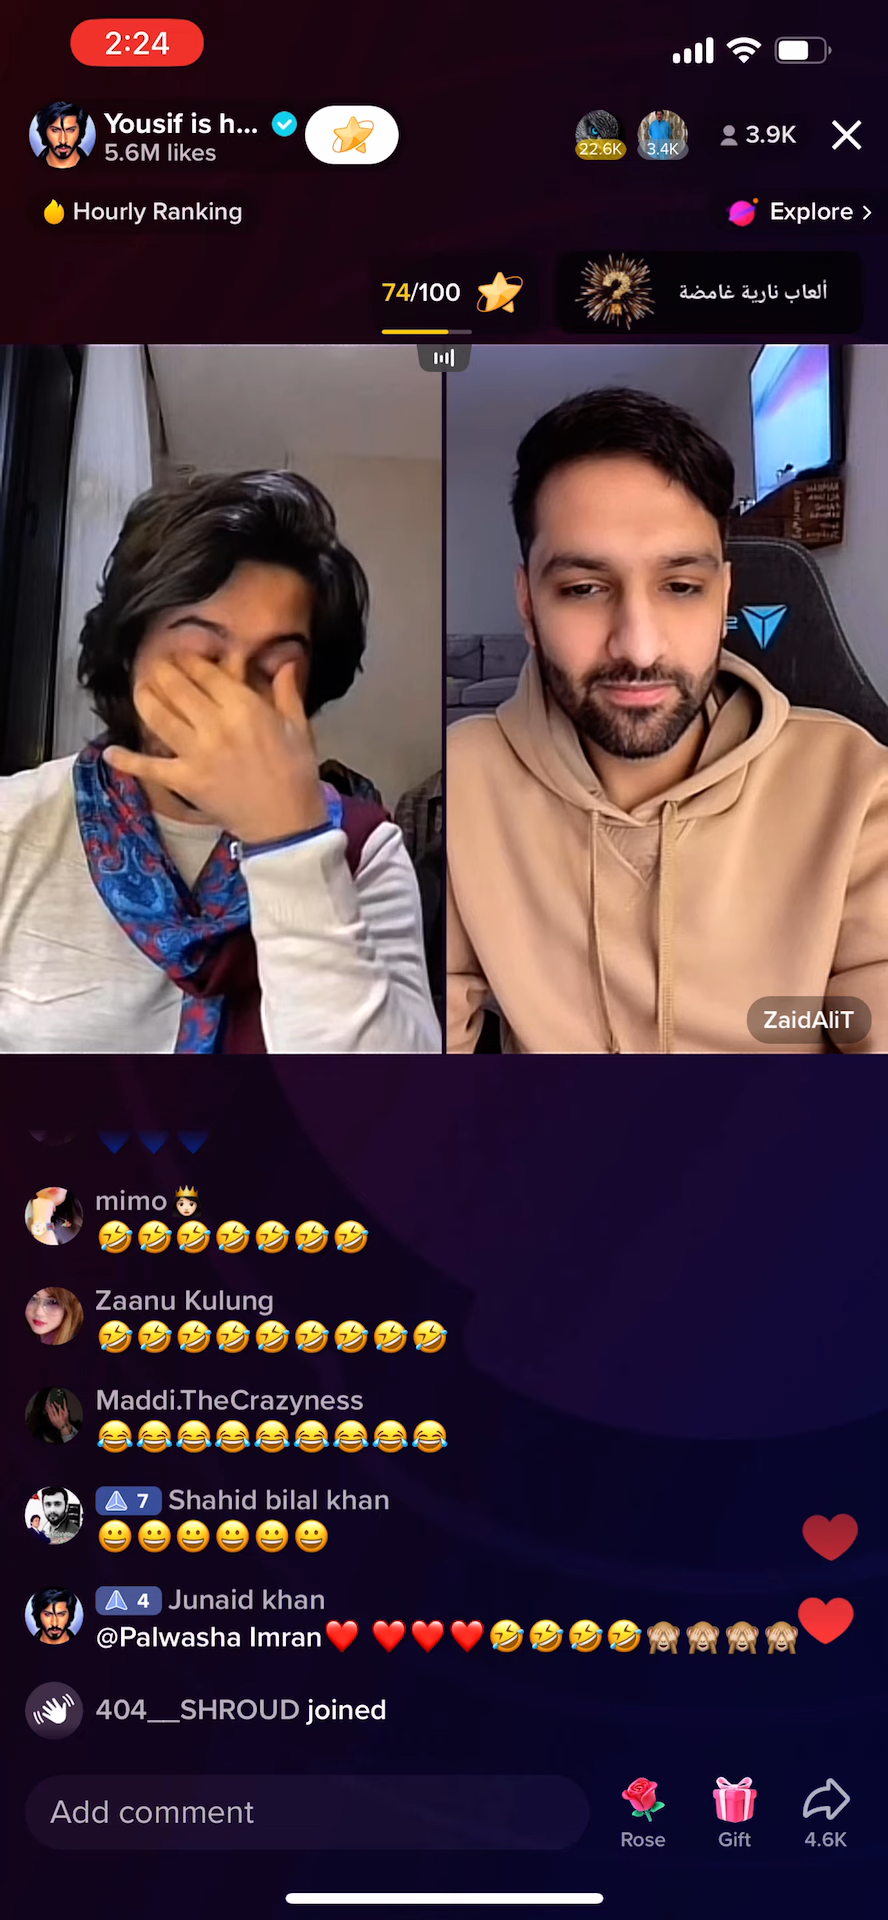 2:24
Yousif is h...
5.6M likes
22.6K
3.4K
3.9K
Hourly Ranking
Explore >
74/100
ألعاب نارية غامضة
ZaidAliT
mimo
Zaanu Kulung
Maddi.TheCrazyness
7 Shahid bilal khan
4 Junaid khan
@Palwasha Imran
404__SHROUD joined
Add comment
Rose
Gift
4.6K